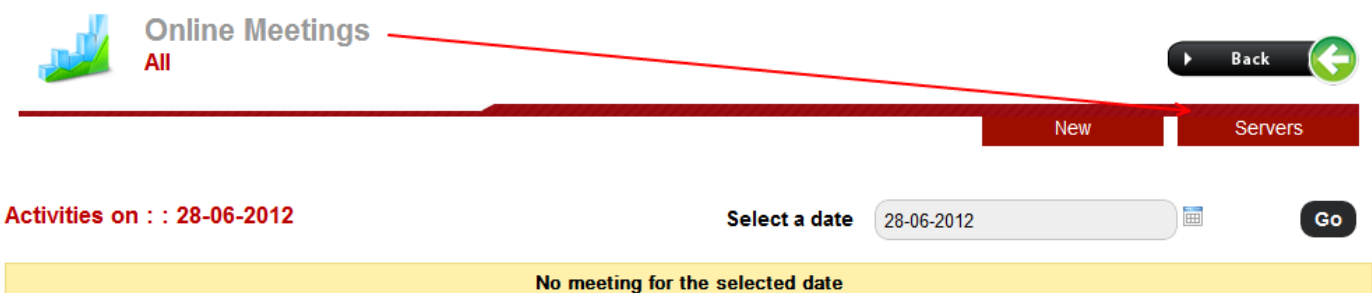 Online Meetings
All
Back
New
Servers
Activities on : : 28-06-2012
Select a date
28-06-2012
Go
No meeting for the selected date